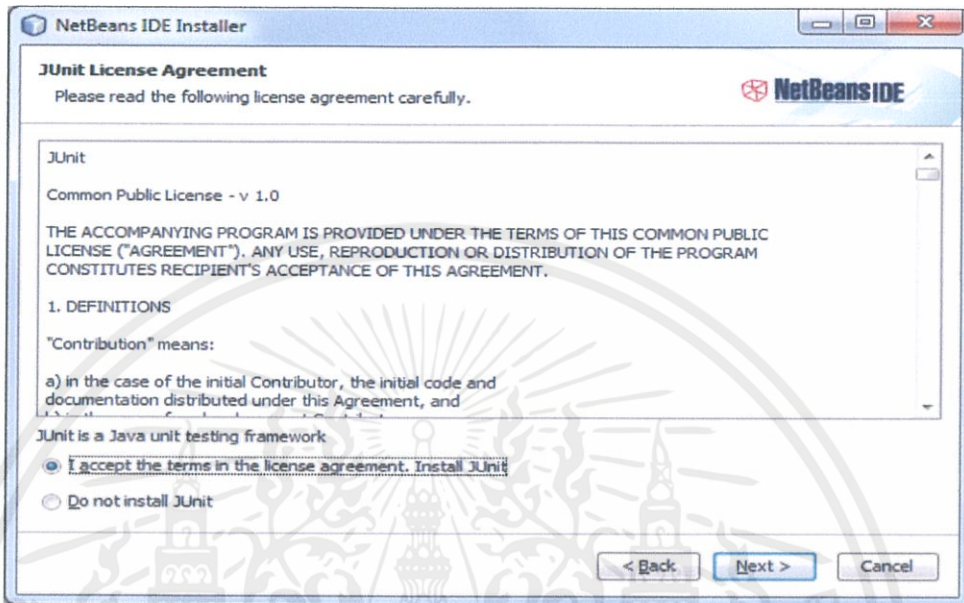 NetBeans IDE Installer
JUnit License Agreement
Please read the following license agreement carefully.
NetBeans IDE
JUnit
Common Public License - v 1.0
THE ACCOMPANYING PROGRAM IS PROVIDED UNDER THE TERMS OF THIS COMMON PUBLIC
LICENSE ("AGREEMENT"). ANY USE, REPRODUCTION OR DISTRIBUTION OF THE PROGRAM
CONSTITUTES RECIPIENT'S ACCEPTANCE OF THIS AGREEMENT.
1. DEFINITIONS
"Contribution" means:
a) in the case of the initial Contributor, the initial code and
documentation distributed under this Agreement, and
JUnit is a Java unit testing framework
I accept the terms in the license agreement. Install JUnit
Do not install JUnit
< Back
Next >
Cancel